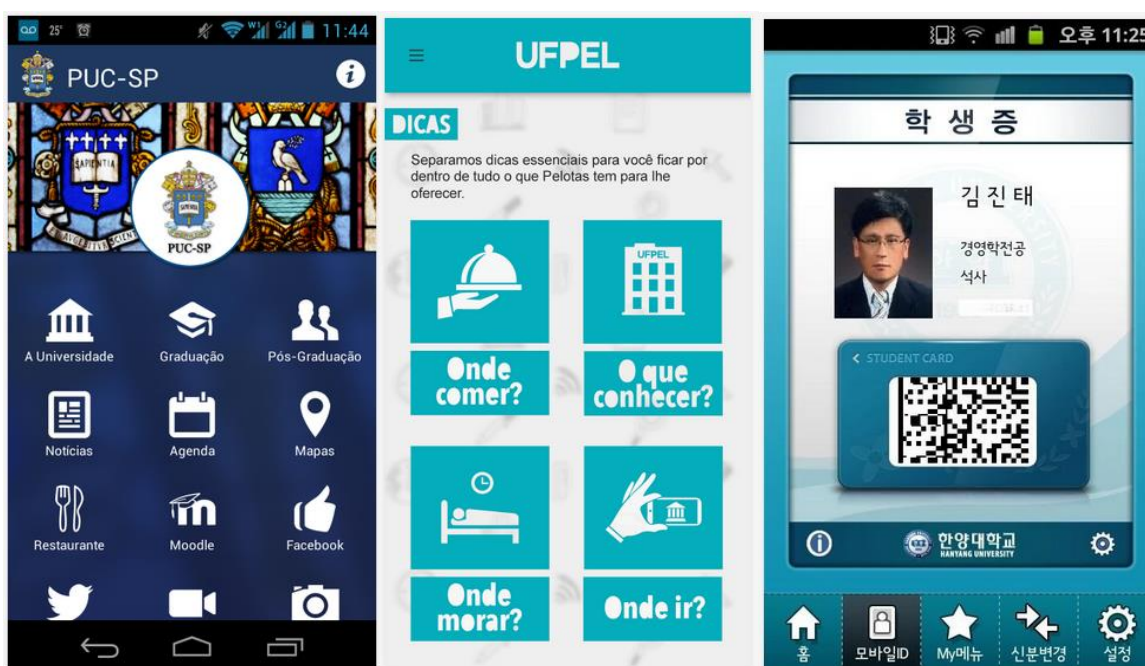 25°
W1
G2
11:44
PUC-SP
i
SAPIENTIA
PUC-SP
A Universidade
Graduação
Pós-Graduação
Notícias
Agenda
Mapas
Restaurante
Moodle
Facebook
UFPEL
DICAS
Separamos dicas essenciais para você ficar por
dentro de tudo o que Pelotas tem para lhe
oferecer.
UFPEL
Onde
comer?
O que
conhecer?
Onde
morar?
Onde ir?
오후 11:25
학생증
김진태
경영학전공
석사
< STUDENT CARD
한양대학교
HANYANG UNIVERSITY
홈
모바일ID
My메뉴
신분변경
설정